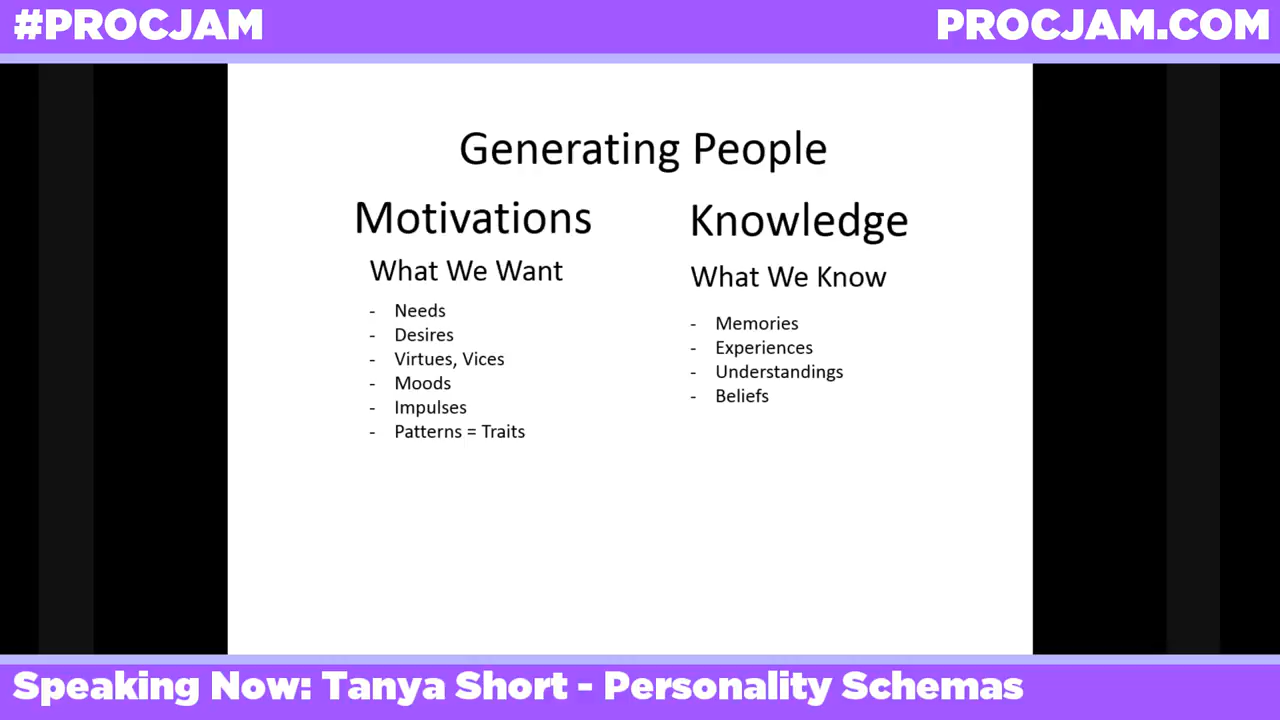 #PROCJAM
PROCJAM.COM
Generating People
Motivations
What We Want
- Needs
- Desires
- Virtues, Vices
- Moods
- Impulses
- Patterns = Traits
Knowledge
What We Know
- Memories
- Experiences
- Understandings
- Beliefs
Speaking Now: Tanya Short - Personality Schemas